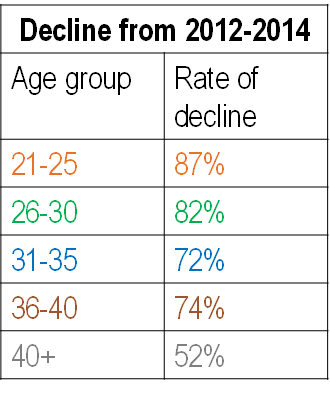 Decline from 2012-2014
Age group Rate of
decline
21-25 87%
26-30 82%
31-35 72%
36-40 74%
40+ 52%